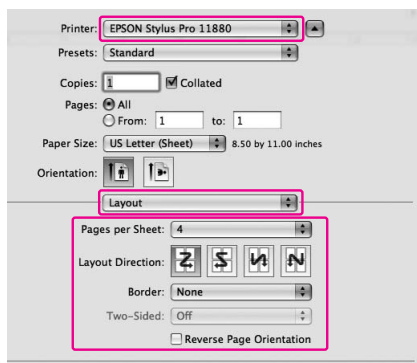 Printer: EPSON Stylus Pro 11880
Presets: Standard
Copies: 1 Collated
Pages: All
From: 1 to: 1
Paper Size: US Letter (Sheet) 8.50 by 11.00 inches
Orientation:
Layout
Pages per Sheet: 4
Layout Direction:
Border: None
Two-Sided: Off
Reverse Page Orientation